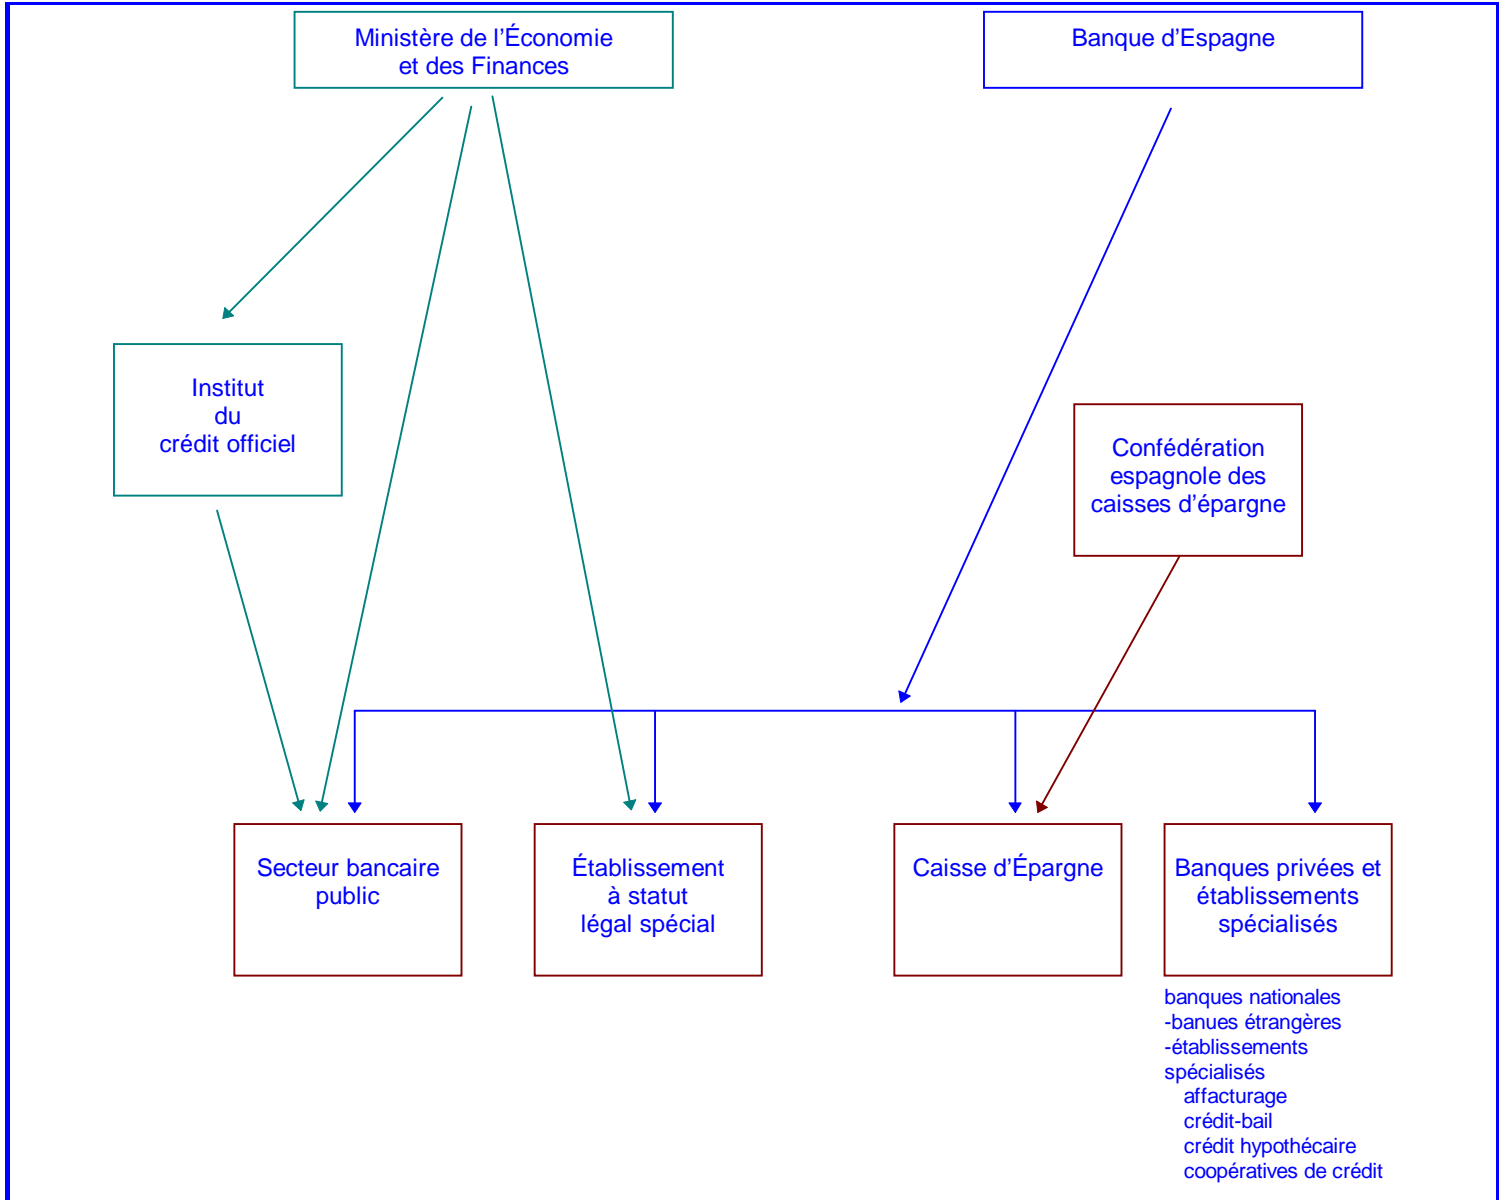 Ministère de l'Économie
et des Finances
Banque d'Espagne
Institut
du
crédit officiel
Confédération
espagnole des
caisses d'épargne
Secteur bancaire
public
Établissement
à statut
légal spécial
Caisse d'Épargne
Banques privées et
établissements
spécialisés
banques nationales
-banues étrangères
-établissements
spécialisés
affacturage
crédit-bail
crédit hypothécaire
coopératives de crédit